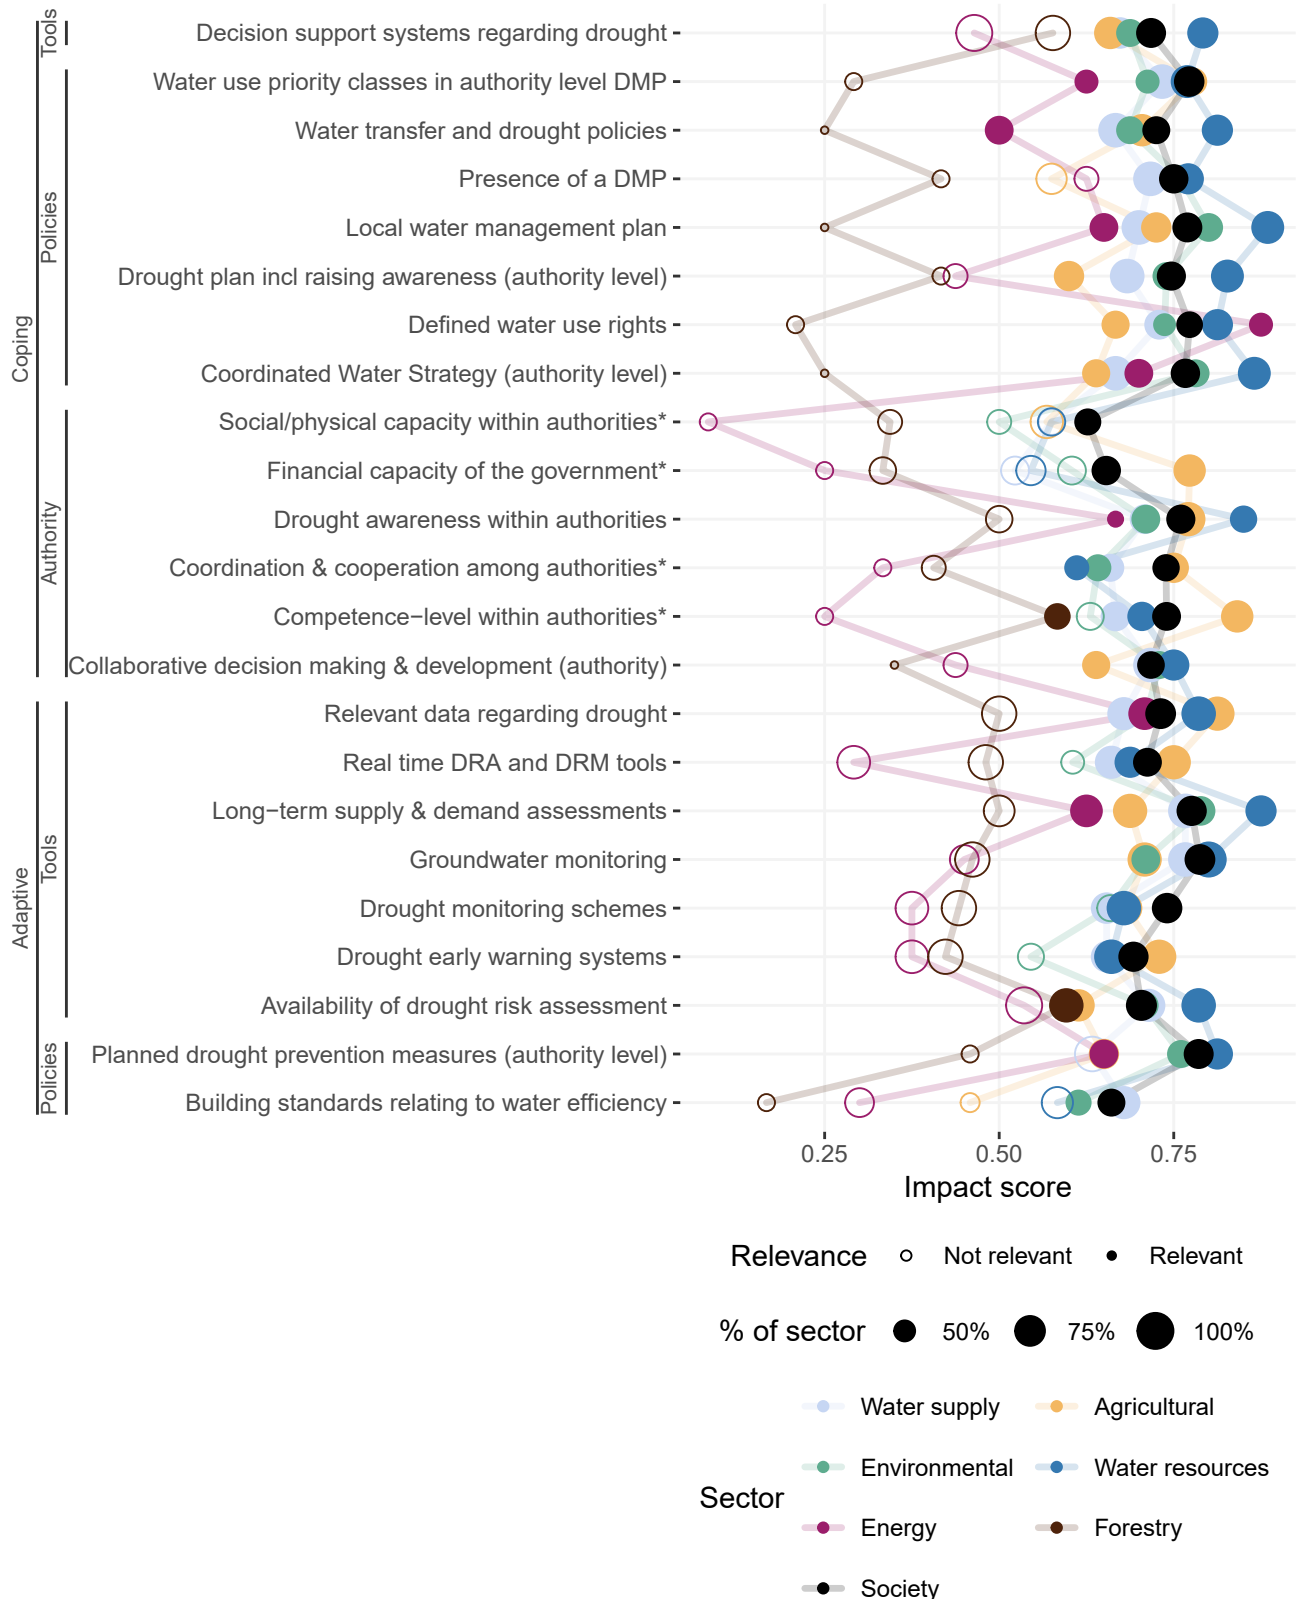 Tools
Decision support systems regarding drought
Coping
Policies
Water use priority classes in authority level DMP
Water transfer and drought policies
Presence of a DMP
Local water management plan
Drought plan incl raising awareness (authority level)
Defined water use rights
Coordinated Water Strategy (authority level)
Authority
Social/physical capacity within authorities*
Financial capacity of the government*
Drought awareness within authorities
Coordination & cooperation among authorities*
Competence−level within authorities*
Collaborative decision making & development (authority)
Adaptive
Tools
Relevant data regarding drought
Real time DRA and DRM tools
Long−term supply & demand assessments
Groundwater monitoring
Drought monitoring schemes
Drought early warning systems
Availability of drought risk assessment
Policies
Planned drought prevention measures (authority level)
Building standards relating to water efficiency
0.25 0.50 0.75
Impact score
Relevance Not relevant Relevant
% of sector 50% 75% 100%
Sector
Water supply Agricultural
Environmental Water resources
Energy Forestry
Society